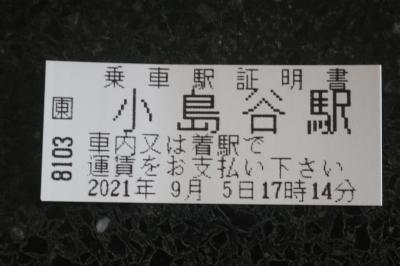 乗車駅証明書
小島谷駅
車内又は着駅で
運賃をお支払い下さい
2021年 9月 5日17時14分
8103